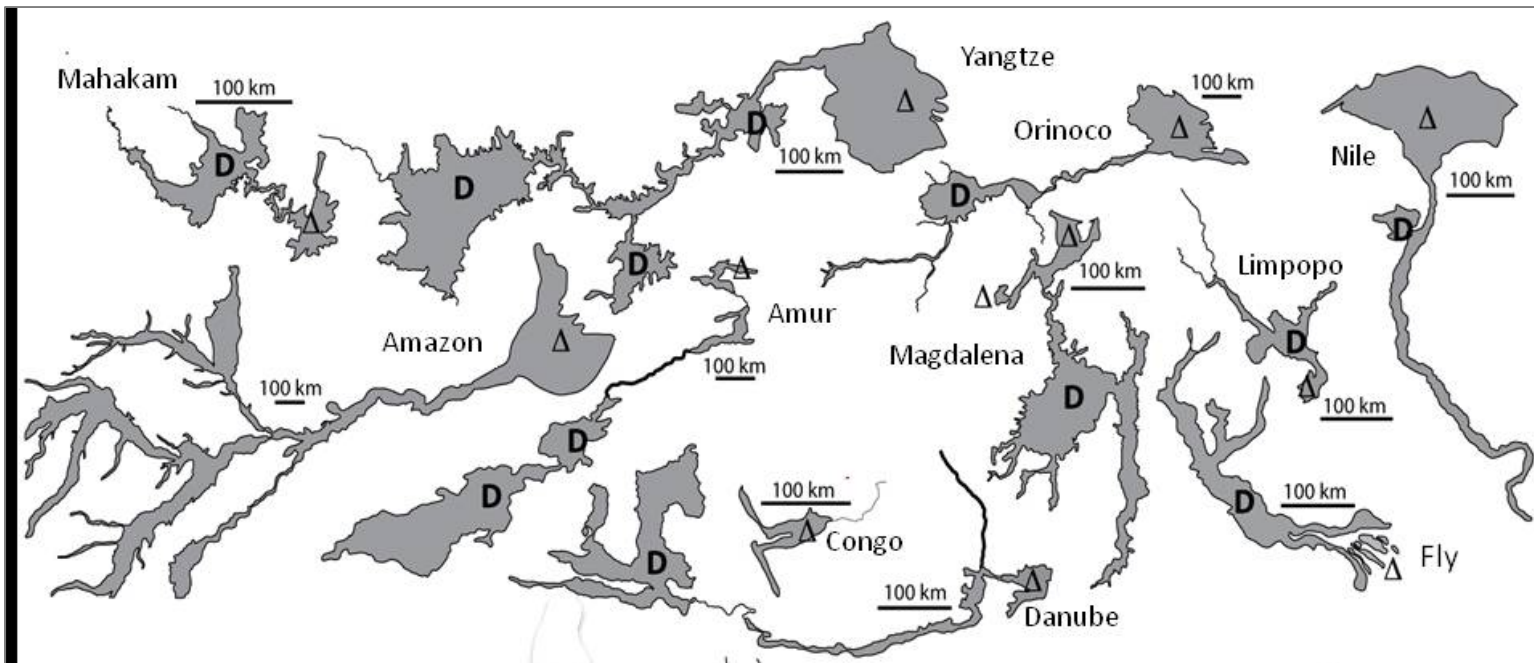 Mahakam
100 km
D
Δ
D
D
Yangtze
Δ
D
100 km
Orinoco
100 km
Δ
D
Nile
Δ
100 km
D
Amazon
Δ
100 km
Amur
Δ
100 km
D
D
Magdalena
Δ
Δ
100 km
D
Limpopo
D
Δ
100 km
D
100 km
Congo
Δ
100 km
Danube
Δ
Fly
D
100 km
Δ